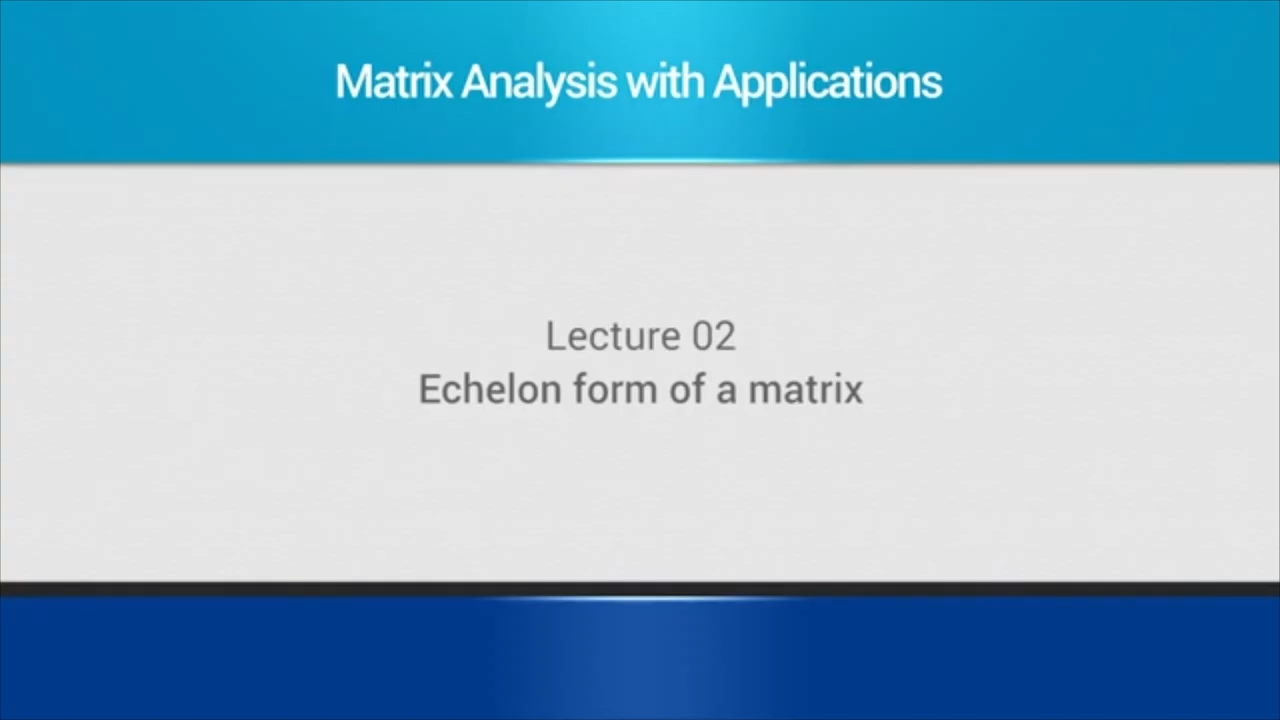 Matrix Analysis with Applications
Lecture 02
Echelon form of a matrix